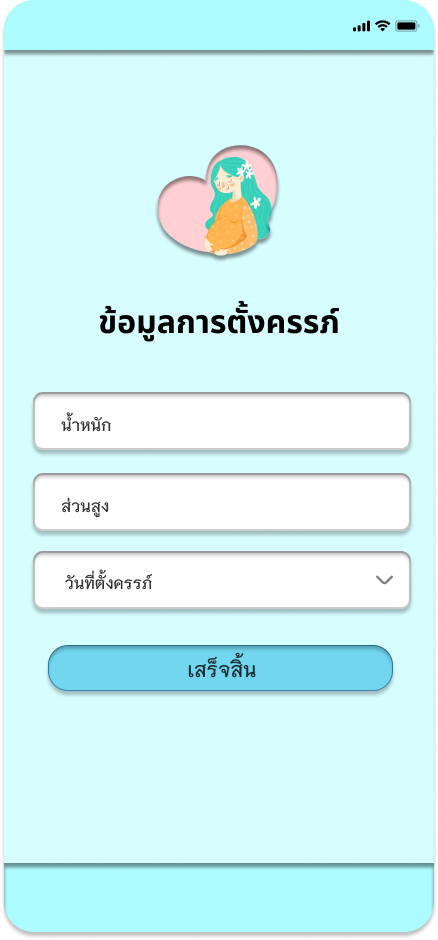 ข้อมูลการตั้งครรภ์
น้ำหนัก
ส่วนสูง
วันที่ตั้งครรภ์
เสร็จสิ้น